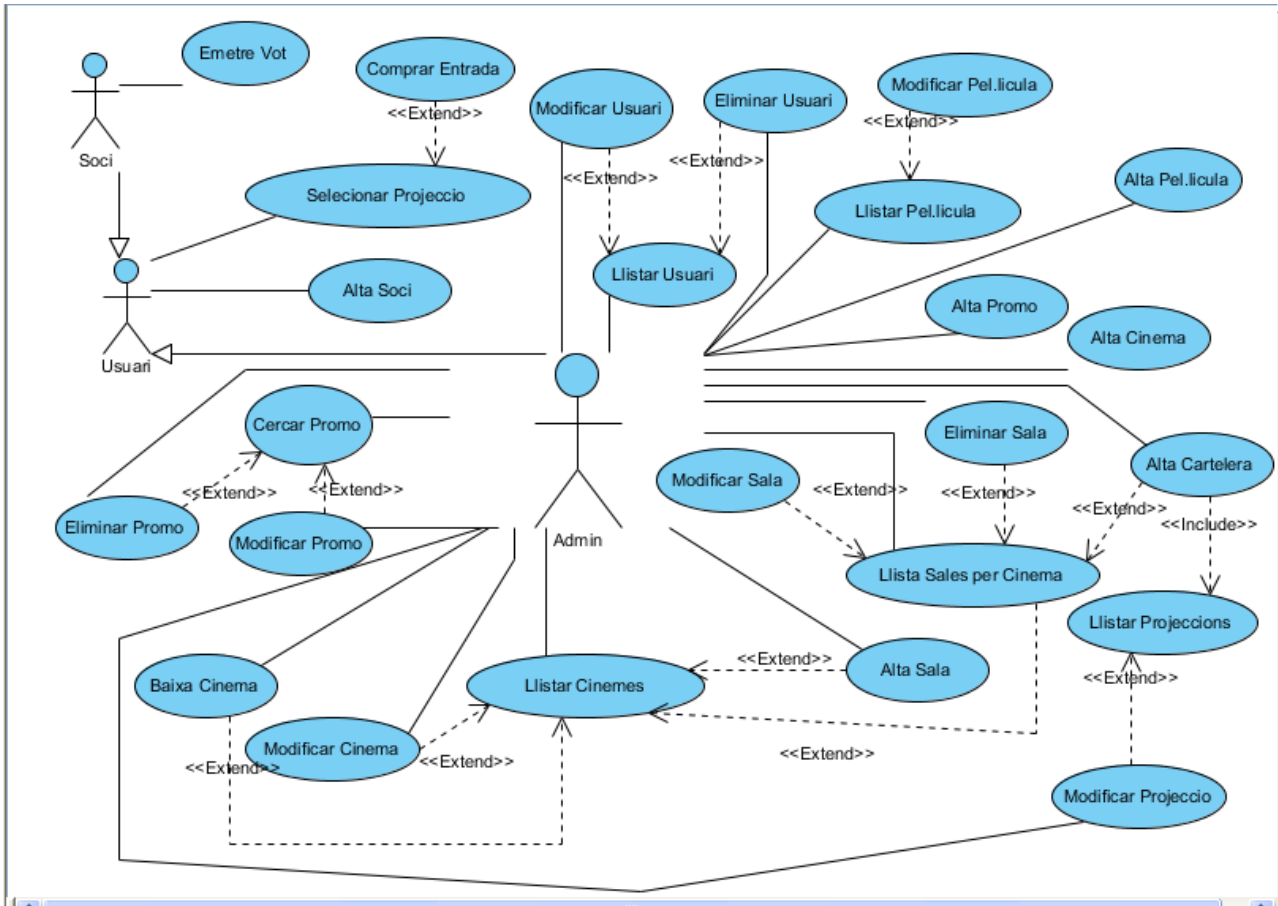 Emetre Vot
Comprar Entrada
Modificar Usuari
Eliminar Usuari
Modificar Pel.licula
<<Extend>>
<<Extend>>
<<Extend>>
<<Extend>>
Soci
Selecionar Projeccio
Llistar Pel.licula
Alta Pel.licula
Llistar Usuari
Alta Soci
Alta Promo
Alta Cinema
Usuari
Cercar Promo
Eliminar Sala
Alta Cartelera
Modificar Sala
<<Extend>>
<<Extend>>
<<Extend>>
<<Extend>>
<<Extend>>
<<Include>>
Eliminar Promo
Modificar Promo
Admin
Llista Sales per Cinema
Llistar Projeccions
Baixa Cinema
Llistar Cinemes
<<Extend>>
Alta Sala
<<Extend>>
Modificar Cinema
<<Extend>>
<<Extend>>
<<Extend>>
Modificar Projeccio